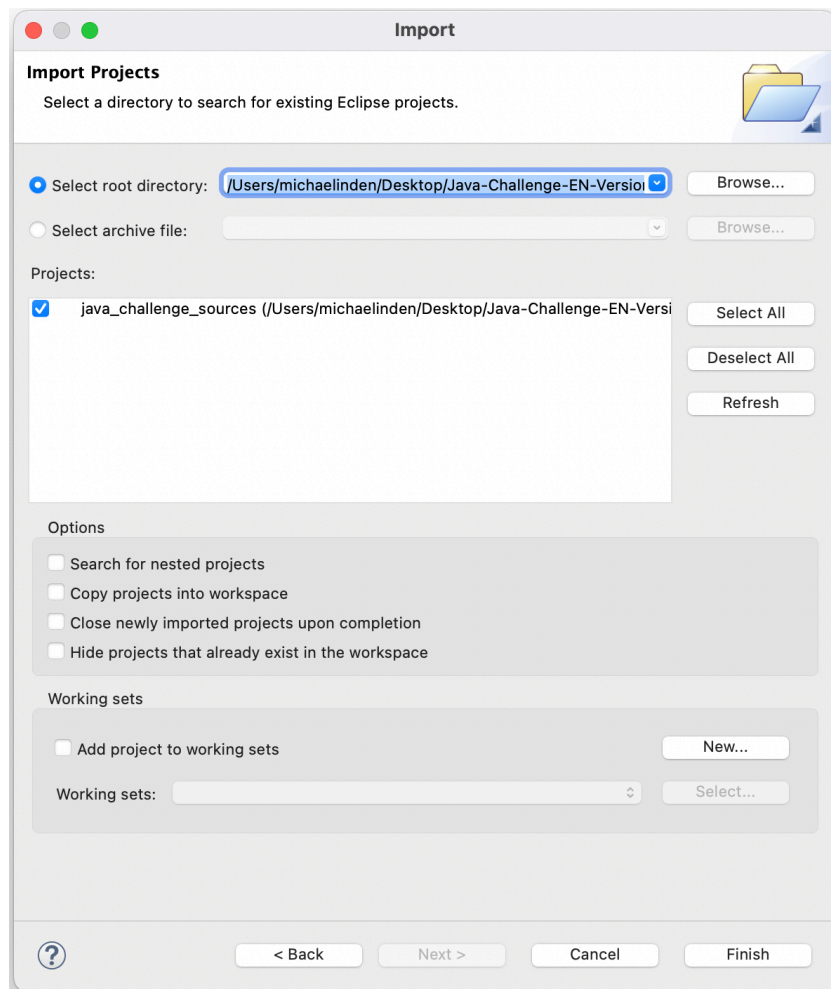 Import
Import Projects
Select a directory to search for existing Eclipse projects.
Select root directory: /Users/michaelinden/Desktop/Java-Challenge-EN-Version Browse...
Select archive file: Browse...
Projects:
java_challenge_sources (/Users/michaelinden/Desktop/Java-Challenge-EN-Versi Select All
Deselect All
Refresh
Options
Search for nested projects
Copy projects into workspace
Close newly imported projects upon completion
Hide projects that already exist in the workspace
Working sets
Add project to working sets New...
Working sets: Select...
? < Back Next > Cancel Finish